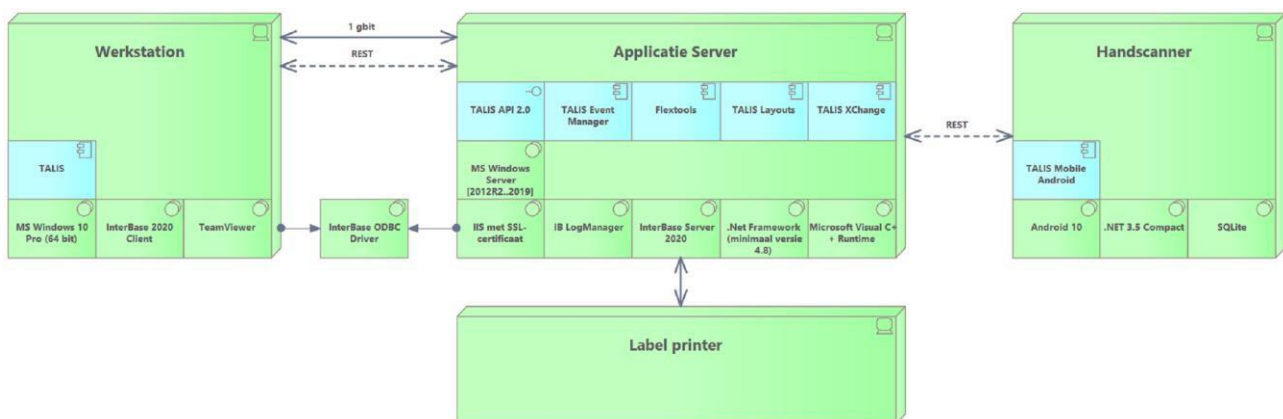 Werkstation
1 gbit
REST
Applicatie Server
Handscanner
TALIS API 2.0
TALIS Event
Manager
Flextools
TALIS Layouts
TALIS XChange
REST
TALIS
MS Windows
Server
[2012R2..2019]
TALIS Mobile
Android
MS Windows 10
Pro (64 bit)
InterBase 2020
Client
TeamViewer
InterBase ODBC
Driver
IIS met SSL-
certificaat
IB LogManager
InterBase Server
2020
.Net Framework
(minimaal versie
4.8)
Microsoft Visual C+
+ Runtime
Android 10
.NET 3.5 Compact
SQLite
Label printer